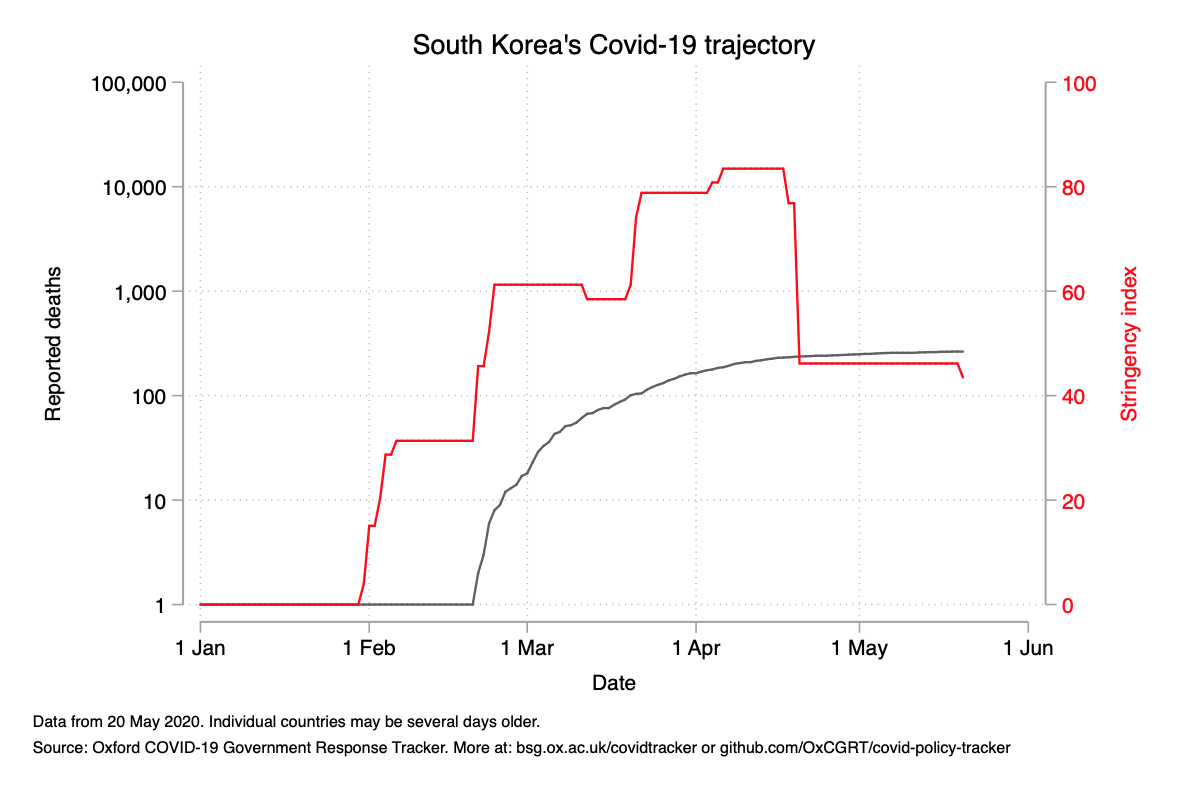 South Korea's Covid-19 trajectory
100,000
10,000
1,000
100
10
1
Reported deaths
100
80
60
40
20
0
Stringency index
1 Jan 1 Feb 1 Mar 1 Apr 1 May 1 Jun
Date
Data from 20 May 2020. Individual countries may be several days older.
Source: Oxford COVID-19 Government Response Tracker. More at: bsg.ox.ac.uk/covidtracker or github.com/OxCGRT/covid-policy-tracker